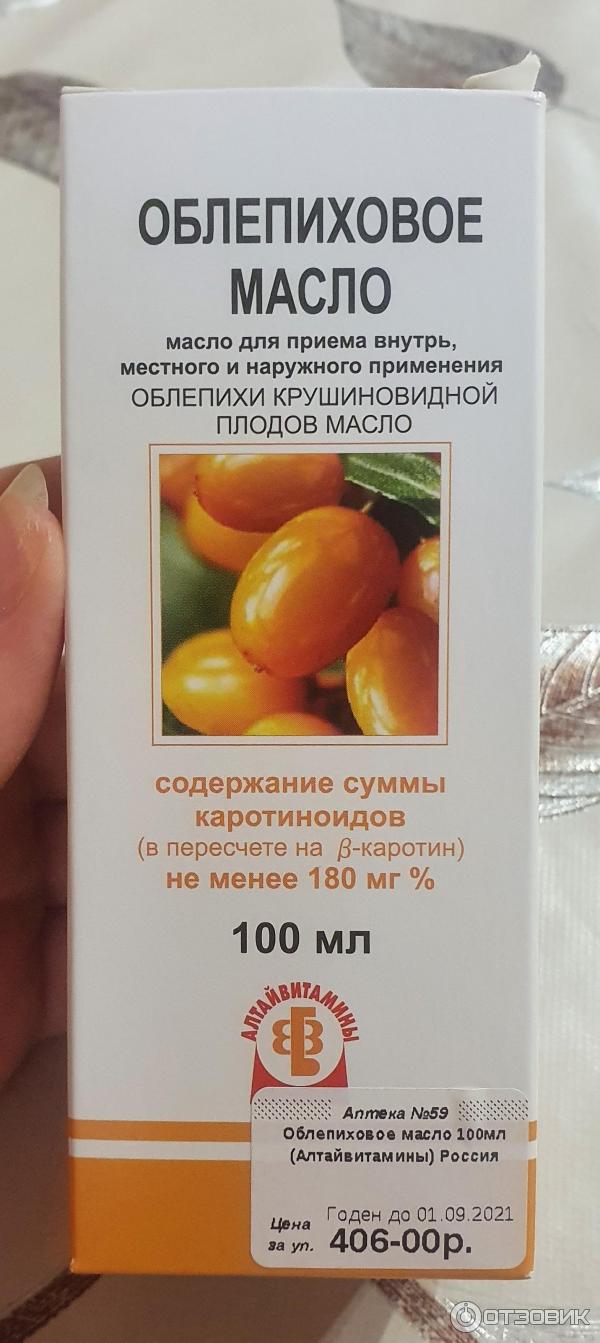 ОБЛЕПИХОВОЕ
МАСЛО
масло для приема внутрь,
местного и наружного применения
ОБЛЕПИХИ КРУШИНОВИДНОЙ
ПЛОДОВ МАСЛО
содержание суммы
каротиноидов
(в пересчете на β-каротин)
не менее 180 мг %
100 мл
АЛТАЙВИТАМИНЫ
Аптека №59
Облепиховое масло 100мл
(Алтайвитамины) Россия
Годен до 01.09.2021
Цена
за уп. 406-00р.
ОТЗОВИК